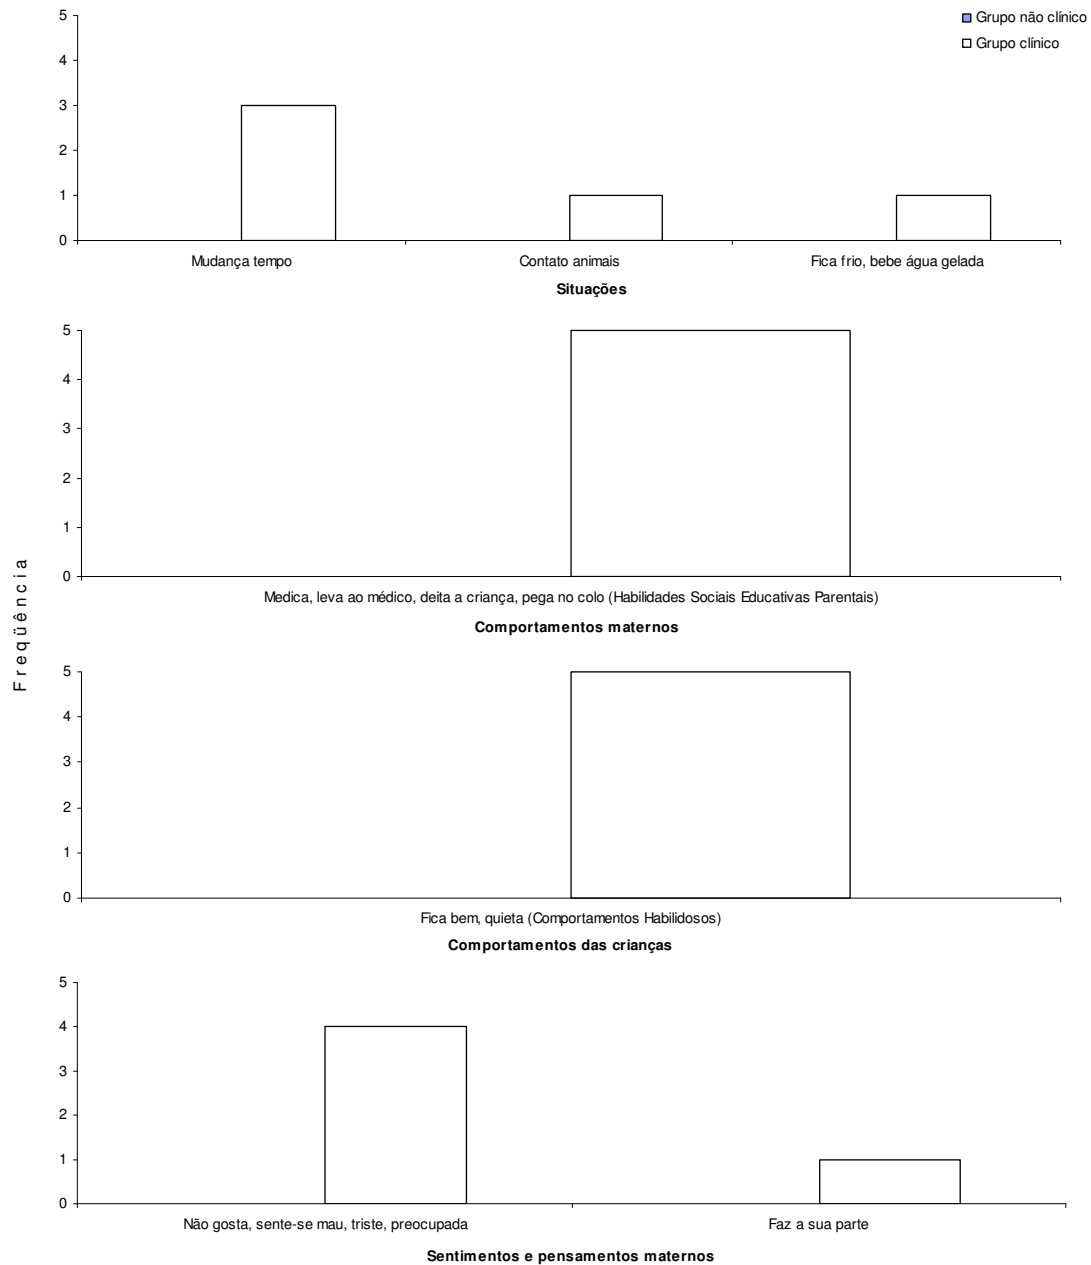 Grupo não clínico
Grupo clínico
5
4
3
2
1
0
Mudança tempo
Contato animais
Fica frio, bebe água gelada
Situações
5
4
3
2
1
0
Medica, leva ao médico, deita a criança, pega no colo (Habilidades Sociais Educativas Parentais)
Comportamentos maternos
Freqüência
5
4
3
2
1
0
Fica bem, quieta (Comportamentos Habilidosos)
Comportamentos das crianças
5
4
3
2
1
0
Não gosta, sente-se mau, triste, preocupada
Faz a sua parte
Sentimentos e pensamentos maternos